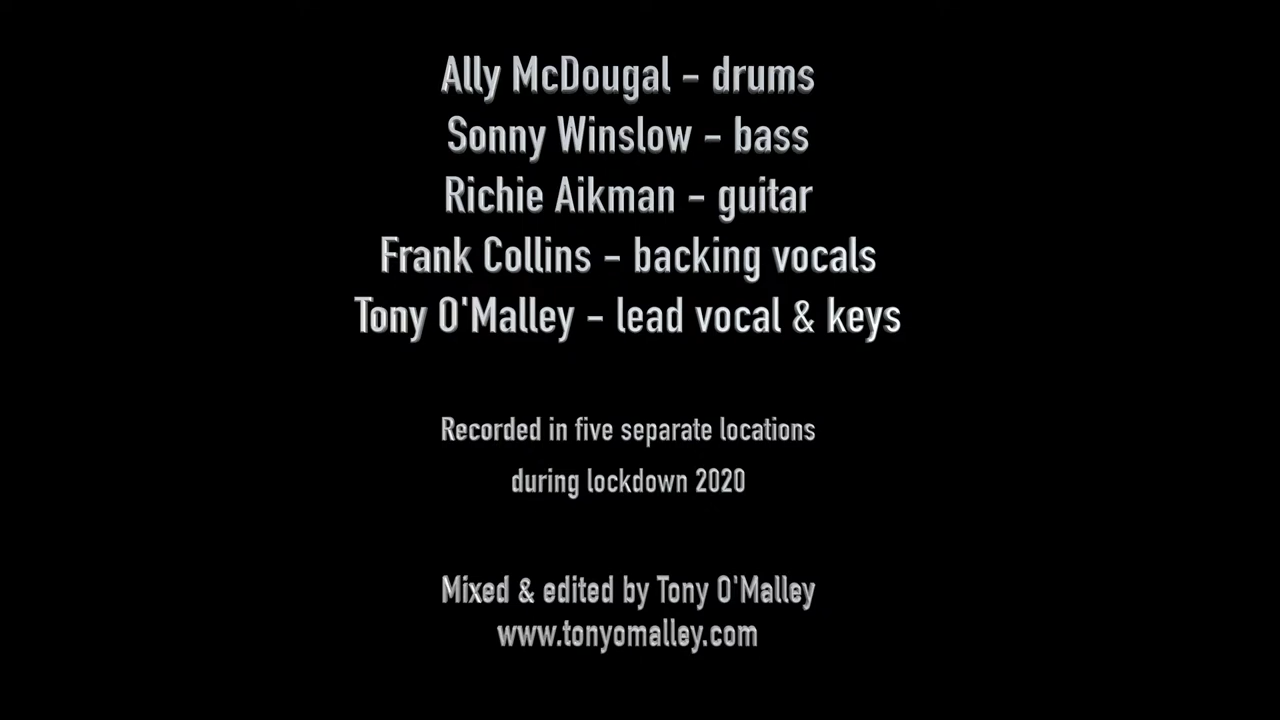 Ally McDougal - drums
Sonny Winslow - bass
Richie Aikman - guitar
Frank Collins - backing vocals
Tony O'Malley - lead vocal & keys
Recorded in five separate locations
during lockdown 2020
Mixed & edited by Tony O'Malley
www.tonyomalley.com